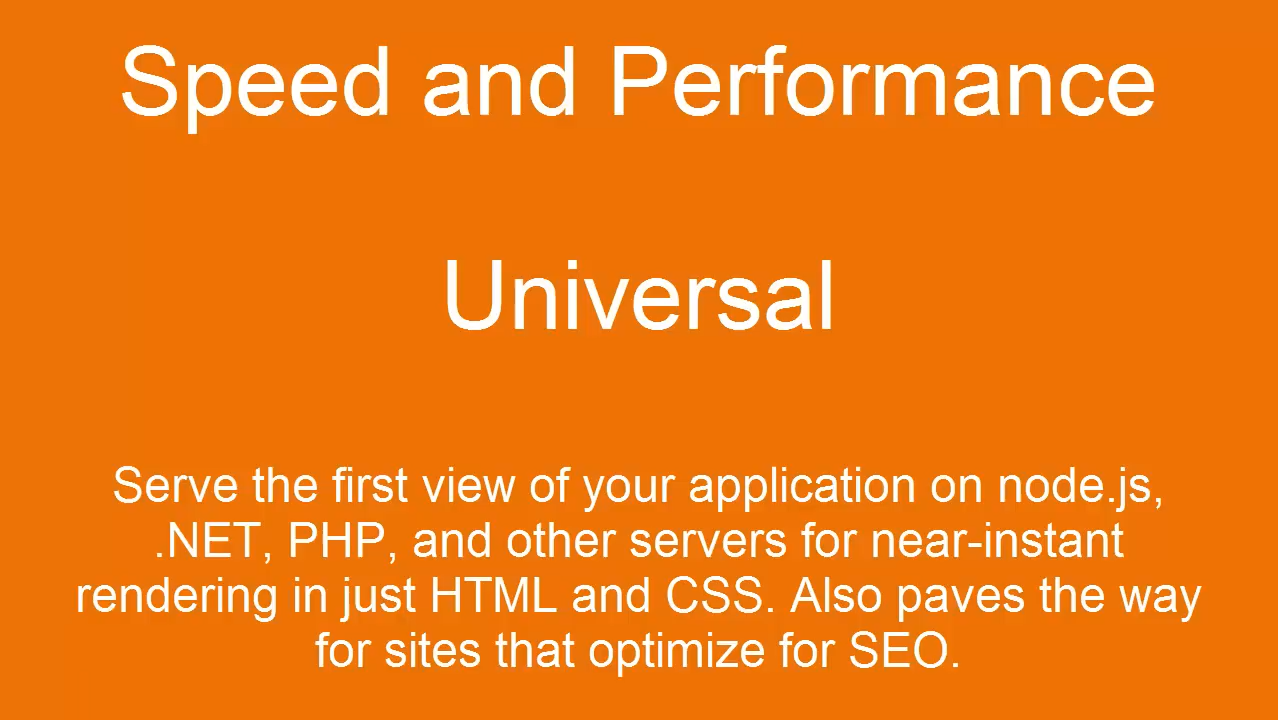 Speed and Performance
Universal
Serve the first view of your application on node.js,
.NET, PHP, and other servers for near-instant
rendering in just HTML and CSS. Also paves the way
for sites that optimize for SEO.